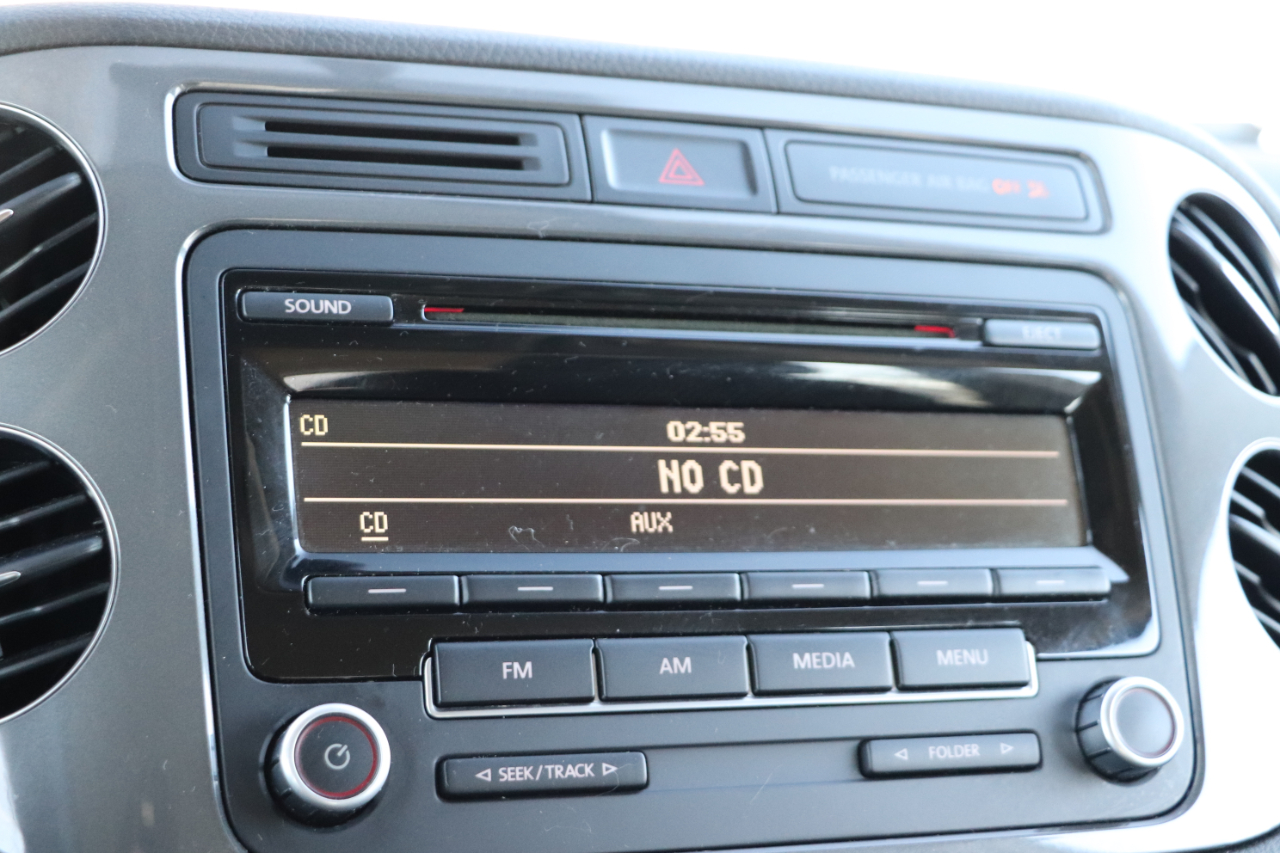 PASSENGER AIR BAG OFF
SOUND
EJECT
CD 02:55
NO CD
CD AUX
FM AM MEDIA MENU
SEEK/TRACK FOLDER